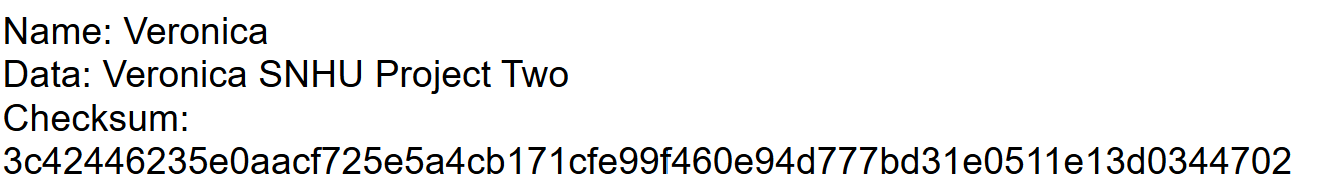 Name: Veronica
Data: Veronica SNHU Project Two
Checksum:
3c42446235e0aacf725e5a4cb171cfe99f460e94d777bd31e0511e13d0344702